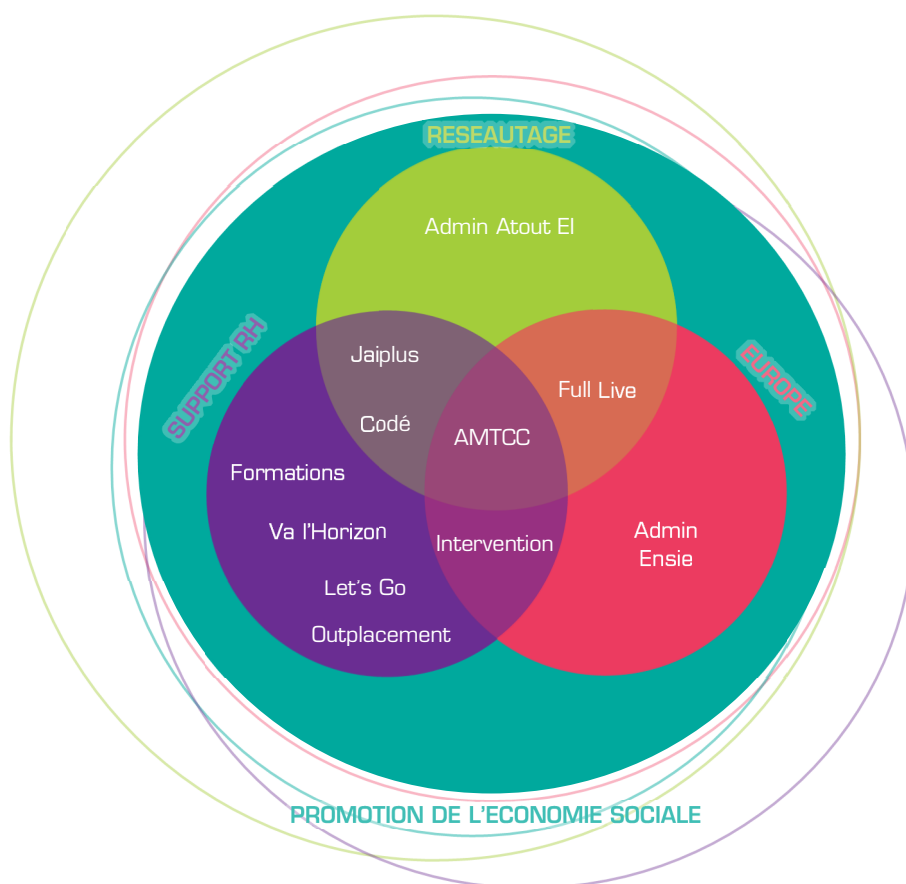 RESEAUTAGE
Admin Atout EI
SUPPORT RH
EUROPE
Jaiplus
Full Live
Codé
AMTCC
Formations
Va l'Horizon
Intervention
Admin
Ensie
Let's Go
Outplacement
PROMOTION DE L'ECONOMIE SOCIALE